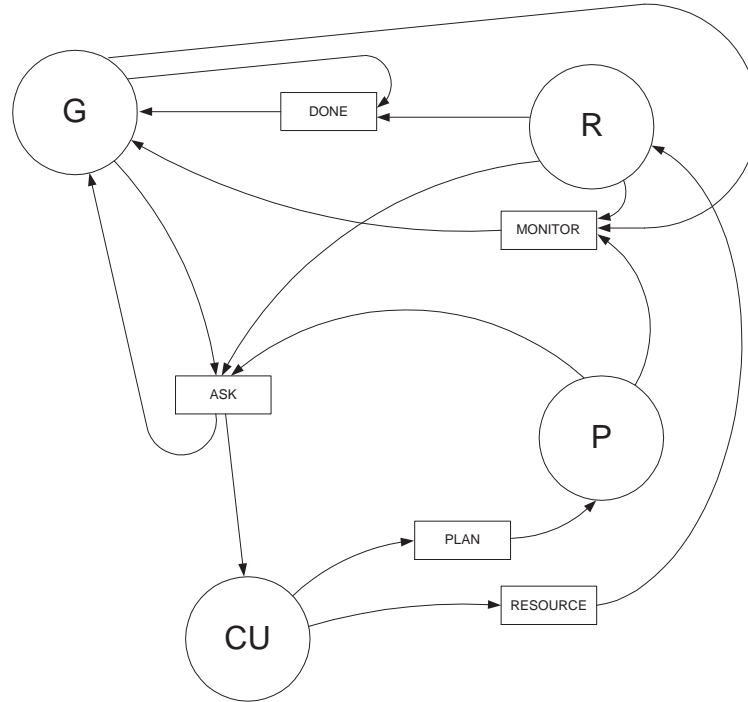 G
DONE
R
MONITOR
ASK
P
PLAN
RESOURCE
CU